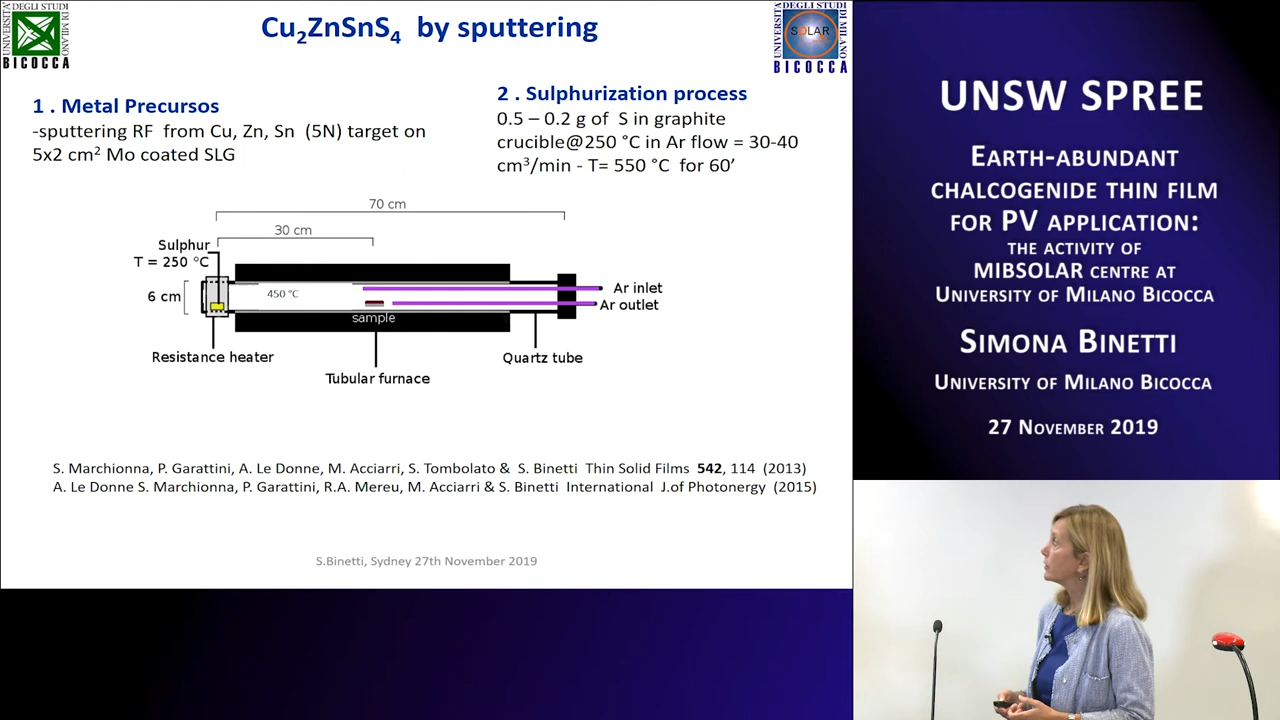 UNIVERSITÀ
DEGLI STUDI
DI MILANO
BICOCCA
Cu₂ZnSnS₄ by sputtering
UNIVERSITÀ
DEGLI STUDI
DI MILANO
SOLAR
BICOCCA
1 . Metal Precursos
-sputtering RF from Cu, Zn, Sn (5N) target on
5x2 cm² Mo coated SLG
2 . Sulphurization process
0.5 – 0.2 g of S in graphite
crucible@250 °C in Ar flow = 30-40
cm³/min - T= 550 °C for 60’
70 cm
30 cm
Sulphur
T = 250 °C
6 cm
450 °C
sample
Ar inlet
Ar outlet
Resistance heater
Tubular furnace
Quartz tube
S. Marchionna, P. Garattini, A. Le Donne, M. Acciarri, S. Tombolato & S. Binetti Thin Solid Films 542, 114 (2013)
A. Le Donne S. Marchionna, P. Garattini, R.A. Mereu, M. Acciarri & S. Binetti International J.of Photonergy (2015)
S.Binetti, Sydney 27th November 2019
UNSW SPREE
EARTH-ABUNDANT
CHALCOGENIDE THIN FILM
FOR PV APPLICATION:
THE ACTIVITY OF
MIBSOLAR CENTRE AT
UNIVERSITY OF MILANO BICOCCA
SIMONA BINETTI
UNIVERSITY OF MILANO BICOCCA
27 NOVEMBER 2019